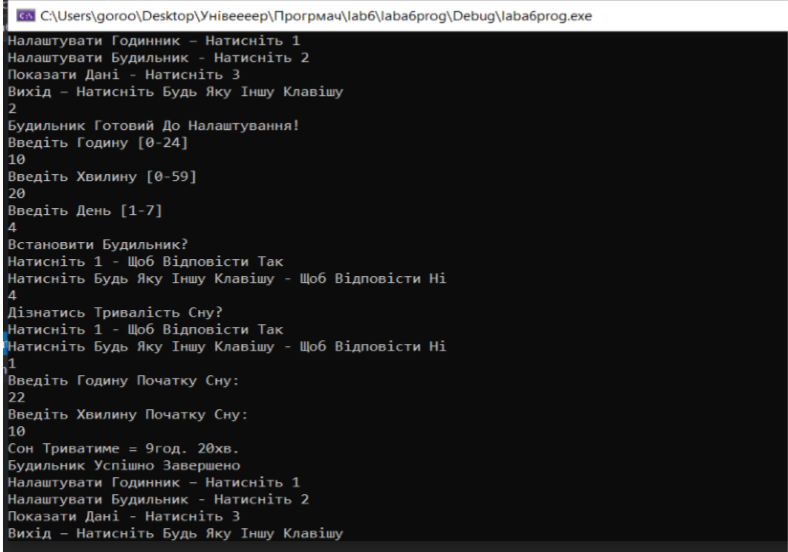 C:\Users\goroo\Desktop\Унівеееер\Прогрмач\lab6\laba6prog\Debug\laba6prog.exe
Налаштувати Годинник – Натисніть 1
Налаштувати Будильник - Натисніть 2
Показати Дані - Натисніть 3
Вихід – Натисніть Будь Яку Іншу Клавішу
2
Будильник Готовий До Налаштування!
Введіть Годину [0-24]
10
Введіть Хвилину [0-59]
20
Введіть День [1-7]
4
Встановити Будильник?
Натисніть 1 - Щоб Відповісти Так
Натисніть Будь Яку Іншу Клавішу - Щоб Відповісти Ні
4
Дізнатись Тривалість Сну?
Натисніть 1 - Щоб Відповісти Так
Натисніть Будь Яку Іншу Клавішу - Щоб Відповісти Ні
1
Введіть Годину Початку Сну:
22
Введіть Хвилину Початку Сну:
10
Сон Триватиме = 9год. 20хв.
Будильник Успішно Завершено
Налаштувати Годинник – Натисніть 1
Налаштувати Будильник - Натисніть 2
Показати Дані - Натисніть 3
Вихід – Натисніть Будь Яку Іншу Клавішу